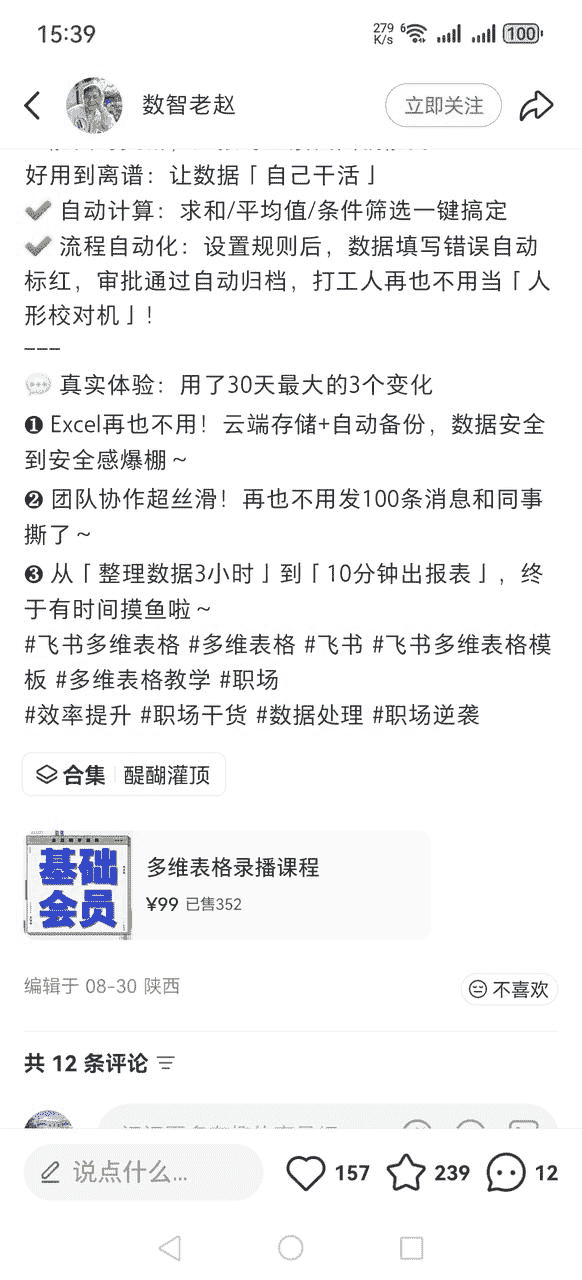 15:39
279 K/s
6
100
数智老赵
立即关注
好用到离谱：让数据「自己干活」
✔ 自动计算：求和/平均值/条件筛选一键搞定
✔ 流程自动化：设置规则后，数据填写错误自动
标红，审批通过自动归档，打工人再也不用当「人
形校对机」！
---
💬 真实体验：用了30天最大的3个变化
❶ Excel再也不用！云端存储+自动备份，数据安全
到安全感爆棚～
❷ 团队协作超丝滑！再也不用发100条消息和同事
撕了～
❸ 从「整理数据3小时」到「10分钟出报表」，终
于有时间摸鱼啦～
#飞书多维表格 #多维表格 #飞书 #飞书多维表格模
板 #多维表格教学 #职场
#效率提升 #职场干货 #数据处理 #职场逆袭
合集 醍醐灌顶
基础
会员
多维表格录播课程
¥99 已售352
编辑于 08-30 陕西
不喜欢
共 12 条评论
说点什么...
157
239
12